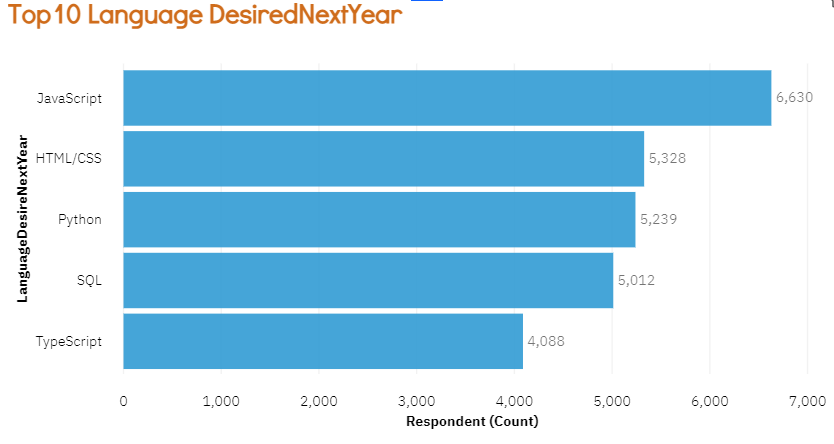 Top10 Language DesiredNextYear
LanguageDesireNextYear
JavaScript 6,630
HTML/CSS 5,328
Python 5,239
SQL 5,012
TypeScript 4,088
0 1,000 2,000 3,000 4,000 5,000 6,000 7,000
Respondent (Count)